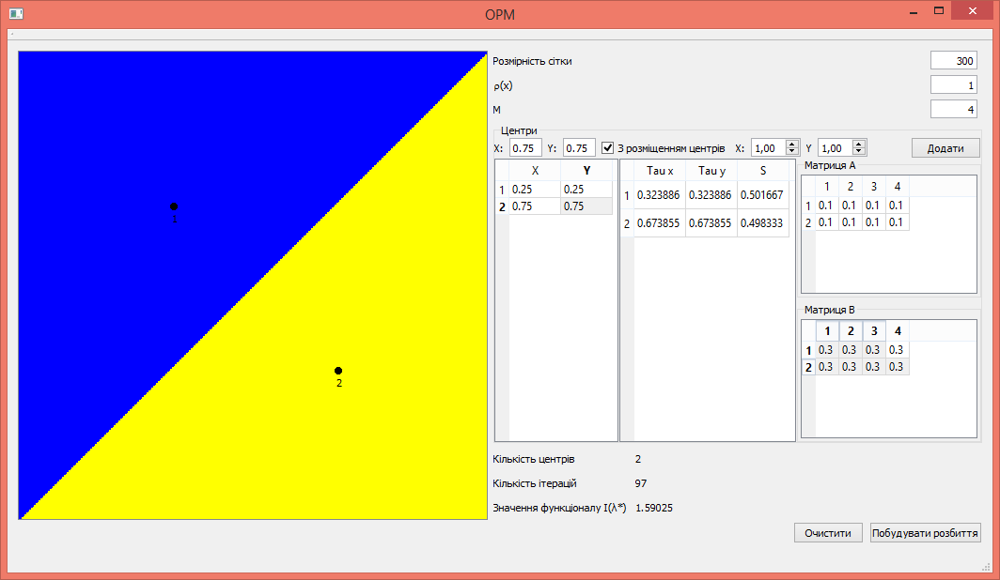 OPM
Розмірність сітки 300
ρ(x) 1
M 4
Центри
X: 0.75 Y: 0.75 З розміщенням центрів X: 1,00 Y 1,00 Додати
X Y
1 0.25 0.25
2 0.75 0.75
Tau x Tau y S
1 0.323886 0.323886 0.501667
2 0.673855 0.673855 0.498333
Матриця A
1 2 3 4
1 0.1 0.1 0.1 0.1
2 0.1 0.1 0.1 0.1
Матриця B
1 2 3 4
1 0.3 0.3 0.3 0.3
2 0.3 0.3 0.3 0.3
1
2
Кількість центрів 2
Кількість ітерацій 97
Значення функціоналу I(λ*) 1.59025
Очистити Побудувати розбиття